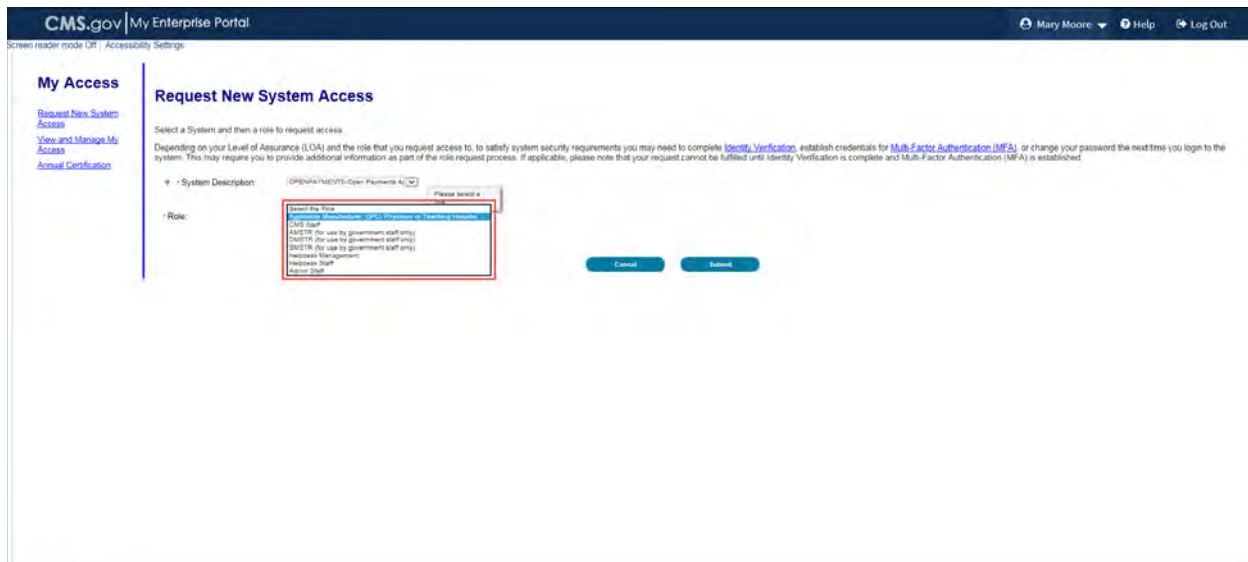 CMS.gov | My Enterprise Portal
Mary Moore
Help
Log Out
Screen reader mode Off | Accessibility Settings
My Access
Request New System
Access
View and Manage My
Access
Annual Certification
Request New System Access
Select a System and then a role to request access.
Depending on your Level of Assurance (LOA) and the role that you request access to, to satisfy system security requirements you may need to complete Identity Verification, establish credentials for Multi-Factor Authentication (MFA), or change your password the next time you login to the
system. This may require you to provide additional information as part of the role request process. If applicable, please note that your request cannot be fulfilled until Identity Verification is complete and Multi-Factor Authentication (MFA) is established
System Description:
OPENPAYMENTS-Open Payments
Please select a
Role:
Select the Role
Applicable Manufacturer, GPO, Physician or Teaching Hospital
CMS Staff
AMSTR (for use by government staff only)
DMSTR (for use by government staff only)
BMSTR (for use by government staff only)
Helpdesk Management
Helpdesk Staff
Admin Staff
Cancel
Submit